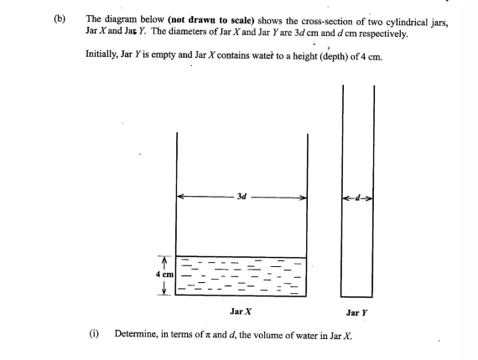 (b) The diagram below (not drawn to scale) shows the cross-section of two cylindrical jars,
Jar X and Jar Y. The diameters of Jar X and Jar Y are 3d cm and d cm respectively.
Initially, Jar Y is empty and Jar X contains water to a height (depth) of 4 cm.
3d
d
4 cm
Jar X
Jar Y
(i) Determine, in terms of π and d, the volume of water in Jar X.